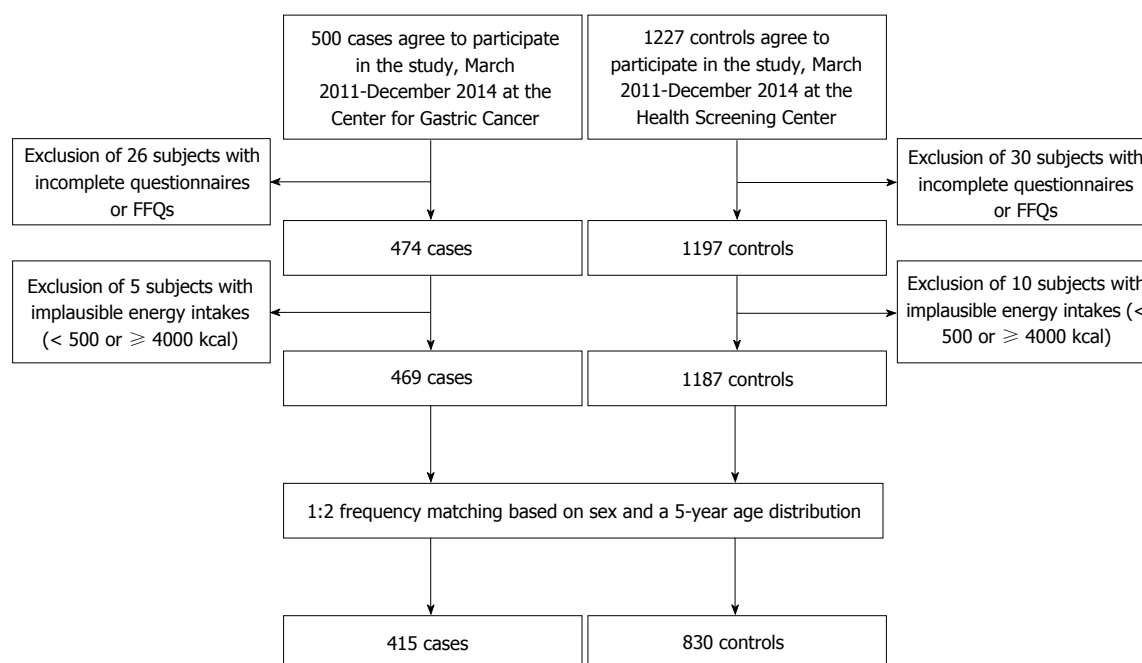 500 cases agree to participate
in the study, March
2011-December 2014 at the
Center for Gastric Cancer
1227 controls agree to
participate in the study, March
2011-December 2014 at the
Health Screening Center
Exclusion of 26 subjects with
incomplete questionnaires
or FFQs
Exclusion of 30 subjects with
incomplete questionnaires
or FFQs
474 cases
1197 controls
Exclusion of 5 subjects with
implausible energy intakes
(< 500 or ≥ 4000 kcal)
Exclusion of 10 subjects with
implausible energy intakes (<
500 or ≥ 4000 kcal)
469 cases
1187 controls
1:2 frequency matching based on sex and a 5-year age distribution
415 cases
830 controls